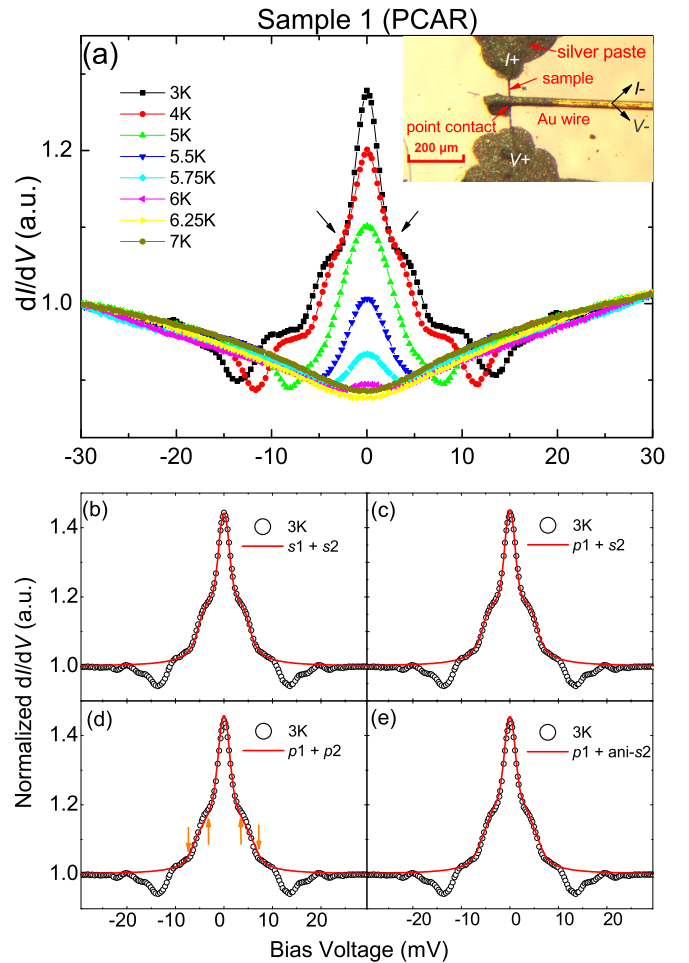 Sample 1 (PCAR)
(a)
3K
4K
5K
5.5K
5.75K
6K
6.25K
7K
I+
silver paste
sample
I-
point contact
Au wire
V-
200 µm
V+
dI/dV (a.u.)
1.2
1.0
-30 -20 -10 0 10 20 30
(b)
3K
s1 + s2
(c)
3K
p1 + s2
1.4
1.2
1.0
(d)
3K
p1 + p2
(e)
3K
p1 + ani-s2
1.4
1.2
1.0
Normalized dI/dV (a.u.)
-20 -10 0 10 20
-20 -10 0 10 20
Bias Voltage (mV)